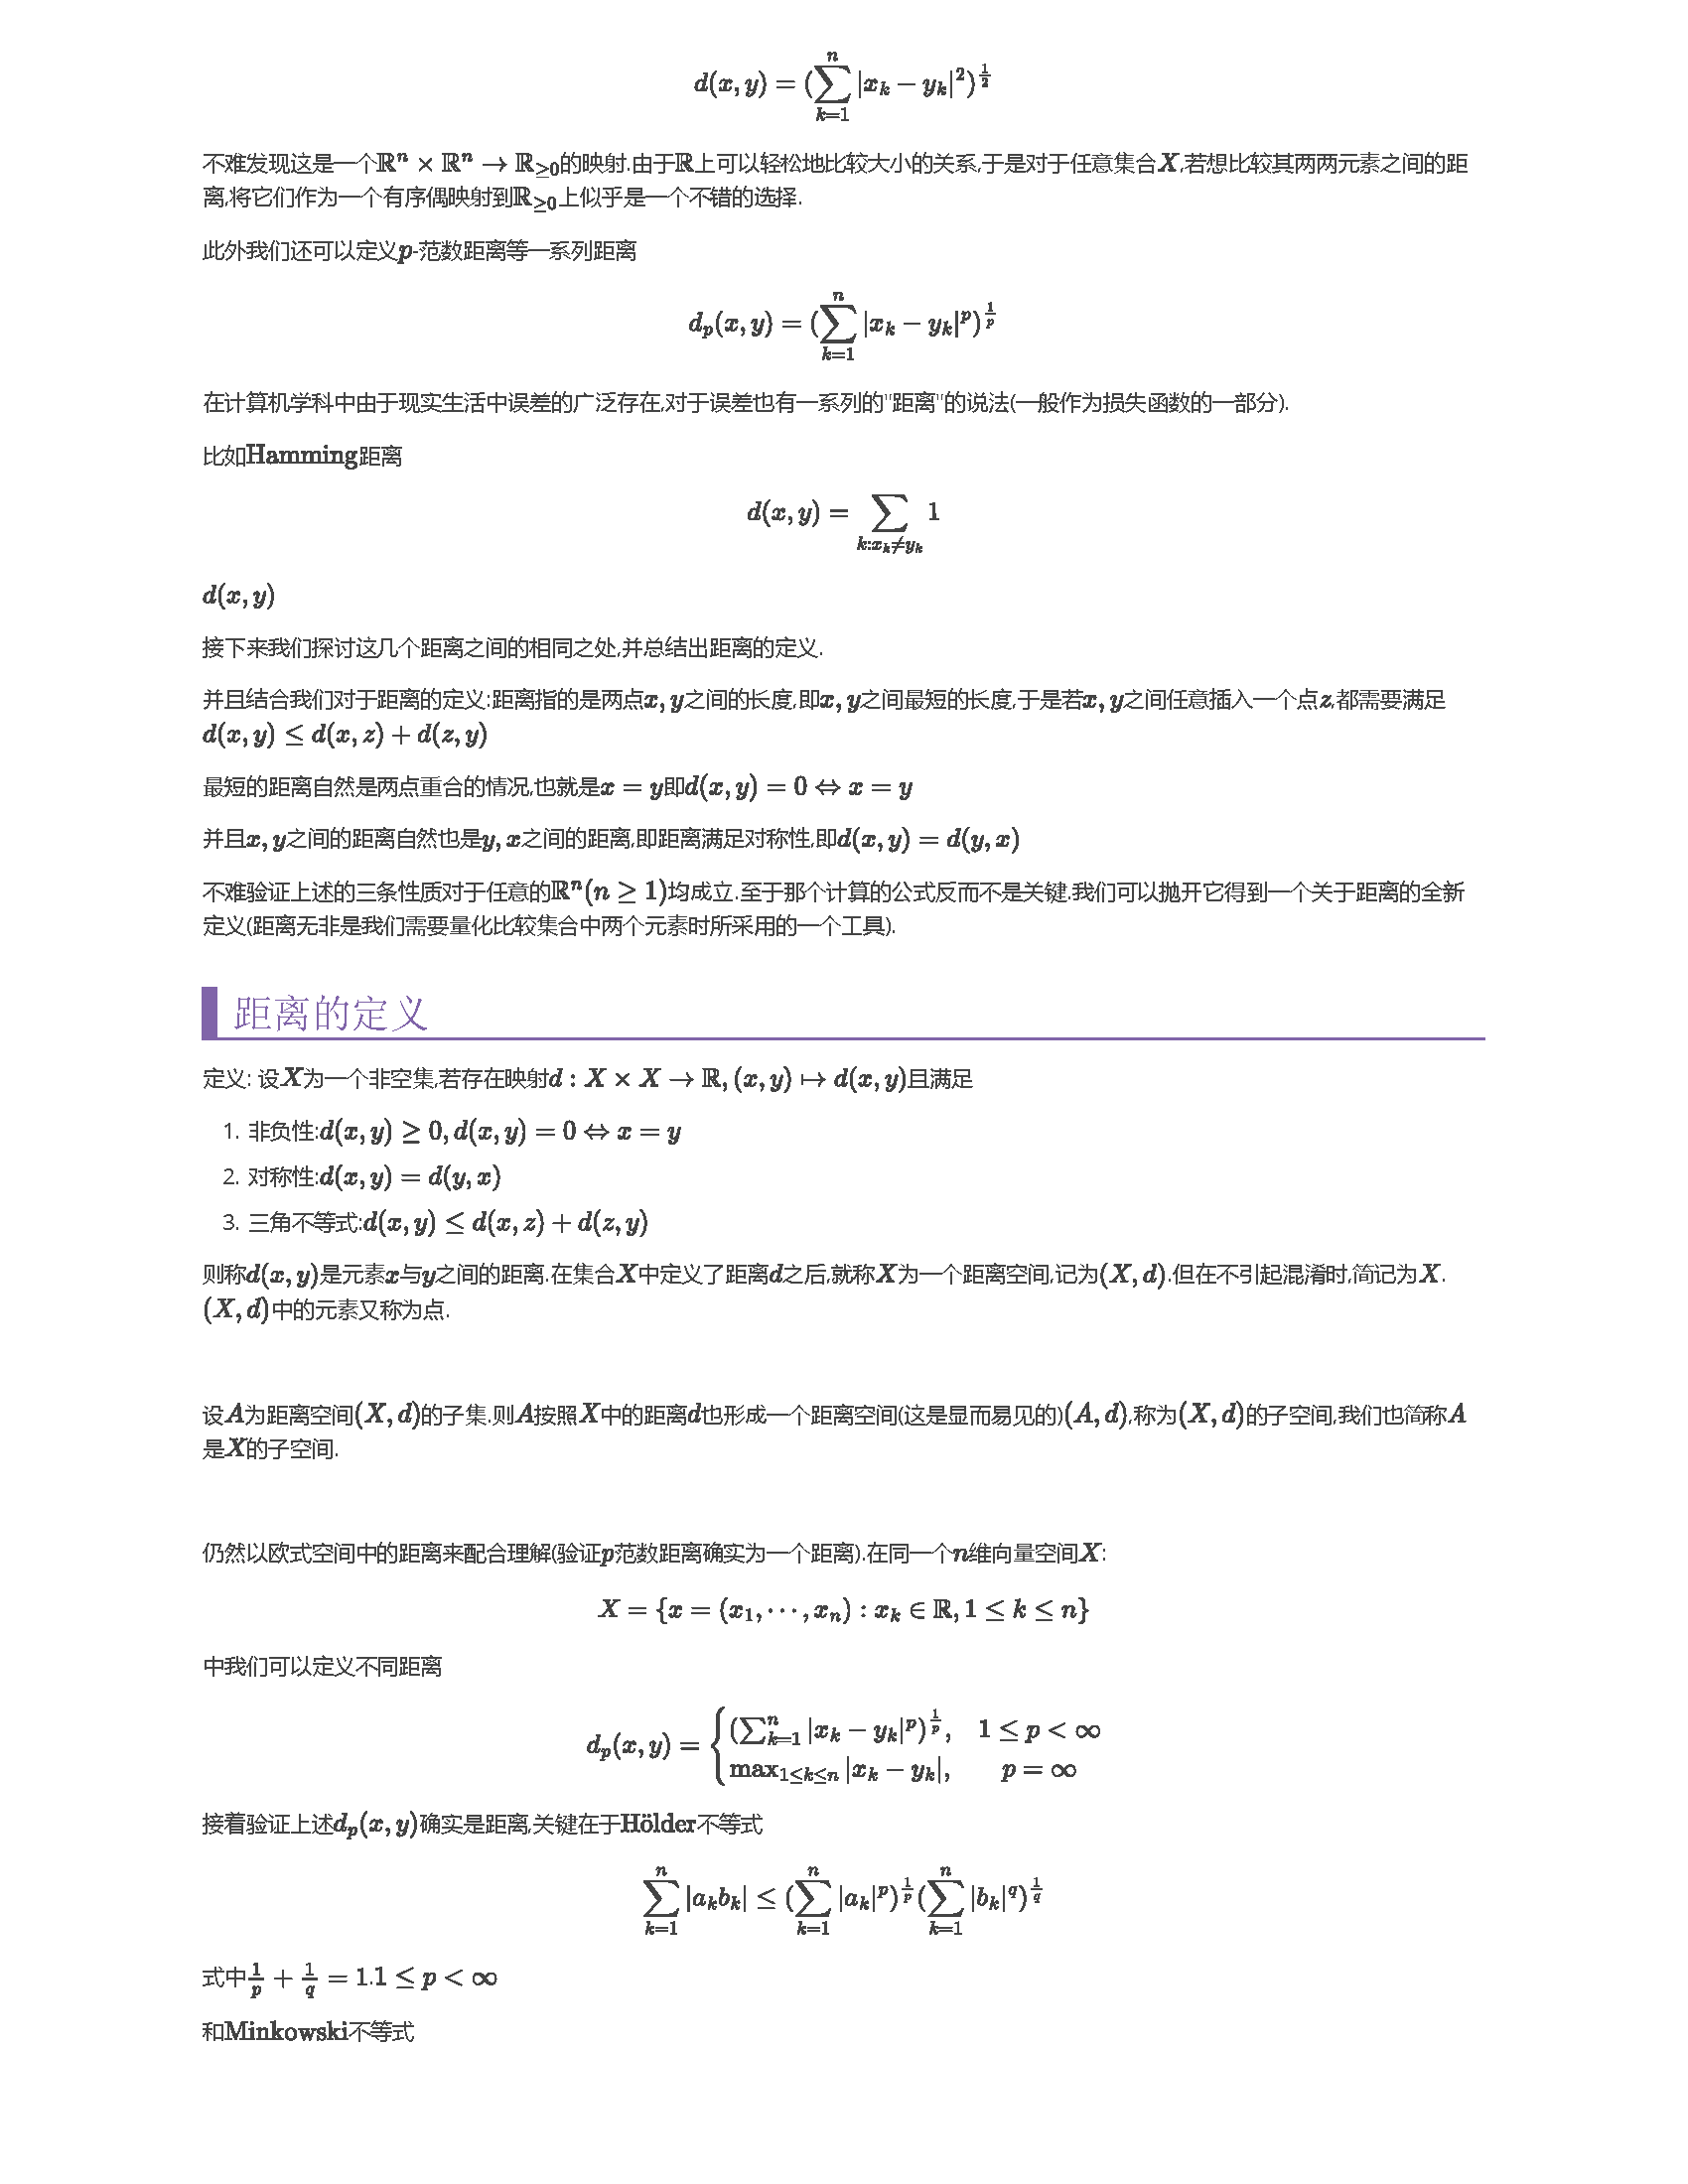 $$d(x,y)=(\sum_{k=1}^{n}|x_k-y_k|^2)^{\frac{1}{2}}$$
不难发现这是一个$\mathbb{R}^n\times\mathbb{R}^n\to\mathbb{R}_{\geq 0}$的映射.由于$\mathbb{R}$上可以轻松地比较大小的关系,于是对于任意集合$X$,若想比较其两两元素之间的距
离,将它们作为一个有序偶映射到$\mathbb{R}_{\geq 0}$上似乎是一个不错的选择.
此外我们还可以定义$p$-范数距离等一系列距离
$$d_p(x,y)=(\sum_{k=1}^{n}|x_k-y_k|^p)^{\frac{1}{p}}$$
在计算机学科中由于现实生活中误差的广泛存在,对于误差也有一系列的"距离"的说法(一般作为损失函数的一部分).
比如Hamming距离
$$d(x,y)=\sum_{k:x_k\neq y_k}1$$
$d(x,y)$
接下来我们探讨这几个距离之间的相同之处,并总结出距离的定义.
并且结合我们对于距离的定义:距离指的是两点$x,y$之间的长度,即$x,y$之间最短的长度,于是若$x,y$之间任意插入一个点$z$,都需要满足
$d(x,y)\leq d(x,z)+d(z,y)$
最短的距离自然是两点重合的情况,也就是$x=y$即$d(x,y)=0\Leftrightarrow x=y$
并且$x,y$之间的距离自然也是$y,x$之间的距离,即距离满足对称性,即$d(x,y)=d(y,x)$
不难验证上述的三条性质对于任意的$\mathbb{R}^n(n\geq 1)$均成立.至于那个计算的公式反而不是关键.我们可以抛开它得到一个关于距离的全新
定义(距离无非是我们需要量化比较集合中两个元素时所采用的一个工具).
距离的定义
定义: 设$X$为一个非空集,若存在映射$d:X\times X\to\mathbb{R},(x,y)\mapsto d(x,y)$且满足
1. 非负性:$d(x,y)\geq 0,d(x,y)=0\Leftrightarrow x=y$
2. 对称性:$d(x,y)=d(y,x)$
3. 三角不等式:$d(x,y)\leq d(x,z)+d(z,y)$
则称$d(x,y)$是元素$x$与$y$之间的距离.在集合$X$中定义了距离$d$之后,就称$X$为一个距离空间,记为$(X,d)$.但在不引起混淆时,简记为$X$.
$(X,d)$中的元素又称为点.
设$A$为距离空间$(X,d)$的子集.则$A$按照$X$中的距离$d$也形成一个距离空间(这是显而易见的)$(A,d)$,称为$(X,d)$的子空间,我们也简称$A$
是$X$的子空间.
仍然以欧式空间中的距离来配合理解(验证$p$范数距离确实为一个距离).在同一个$n$维向量空间$X$:
$$X=\{x=(x_1,\cdots,x_n):x_k\in\mathbb{R},1\leq k\leq n\}$$
中我们可以定义不同距离
$$d_p(x,y)=\begin{cases}(\sum_{k=1}^{n}|x_k-y_k|^p)^{\frac{1}{p}}, & 1\leq p<\infty\\ \max_{1\leq k\leq n}|x_k-y_k|, & p=\infty\end{cases}$$
接着验证上述$d_p(x,y)$确实是距离,关键在于Hölder不等式
$$\sum_{k=1}^{n}|a_kb_k|\leq(\sum_{k=1}^{n}|a_k|^p)^{\frac{1}{p}}(\sum_{k=1}^{n}|b_k|^q)^{\frac{1}{q}}$$
式中$\frac{1}{p}+\frac{1}{q}=1.1\leq p<\infty$
和Minkowski不等式